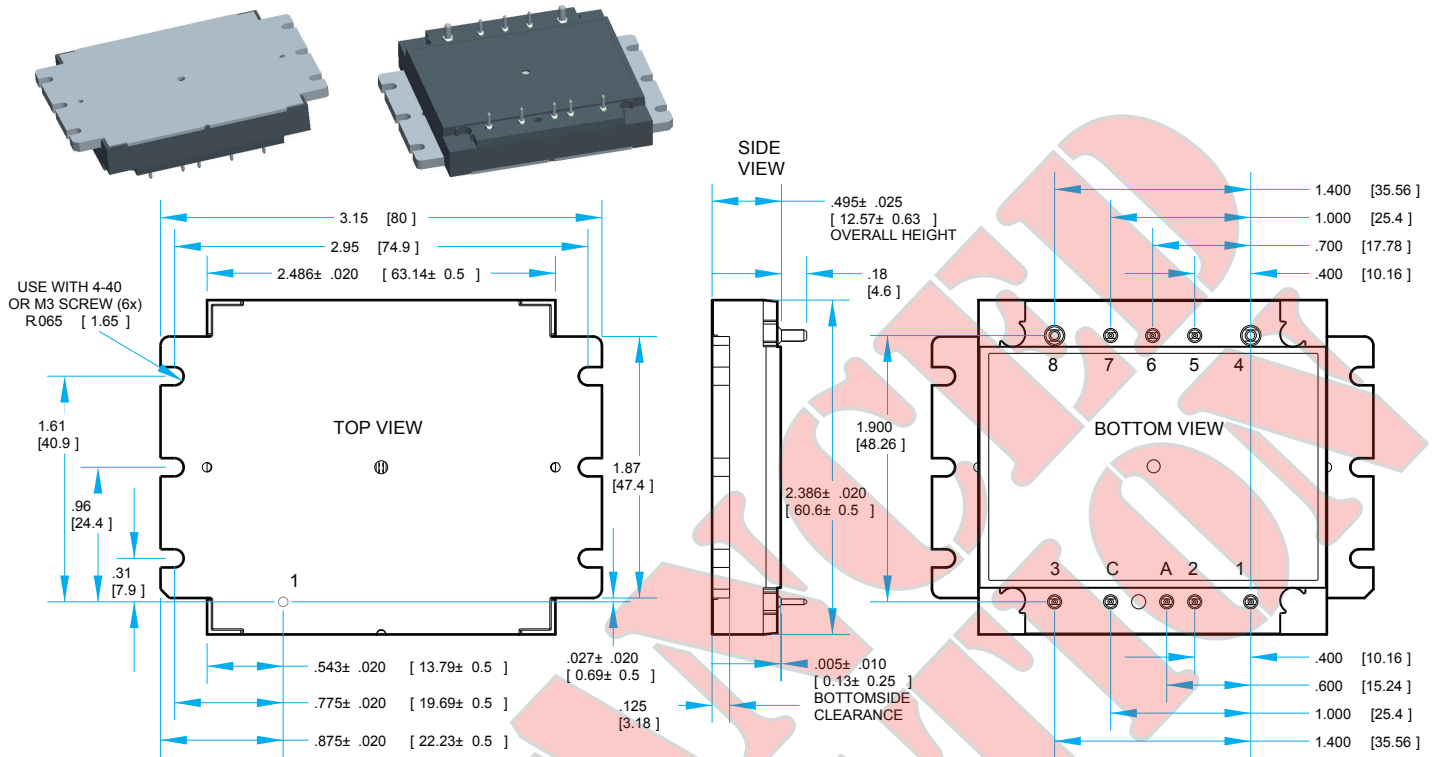 SIDE
VIEW
3.15 [80 ]
2.95 [74.9 ]
2.486± .020 [ 63.14± 0.5 ]
USE WITH 4-40
OR M3 SCREW (6x)
R.065 [ 1.65 ]
1.61
[40.9 ]
.96
[24.4 ]
.31
[7.9 ]
TOP VIEW
1
1.87
[47.4 ]
.543± .020 [ 13.79± 0.5 ]
.775± .020 [ 19.69± 0.5 ]
.875± .020 [ 22.23± 0.5 ]
.027± .020
[ 0.69± 0.5 ]
.495± .025
[ 12.57± 0.63 ]
OVERALL HEIGHT
.18
[4.6 ]
2.386± .020
[ 60.6± 0.5 ]
.125
[3.18 ]
.005± .010
[ 0.13± 0.25 ]
BOTTOMSIDE
CLEARANCE
1.400 [35.56 ]
1.000 [25.4 ]
.700 [17.78 ]
.400 [10.16 ]
1.900
[48.26 ]
8 7 6 5 4
BOTTOM VIEW
3 C A 2 1
.400 [10.16 ]
.600 [15.24 ]
1.000 [25.4 ]
1.400 [35.56 ]